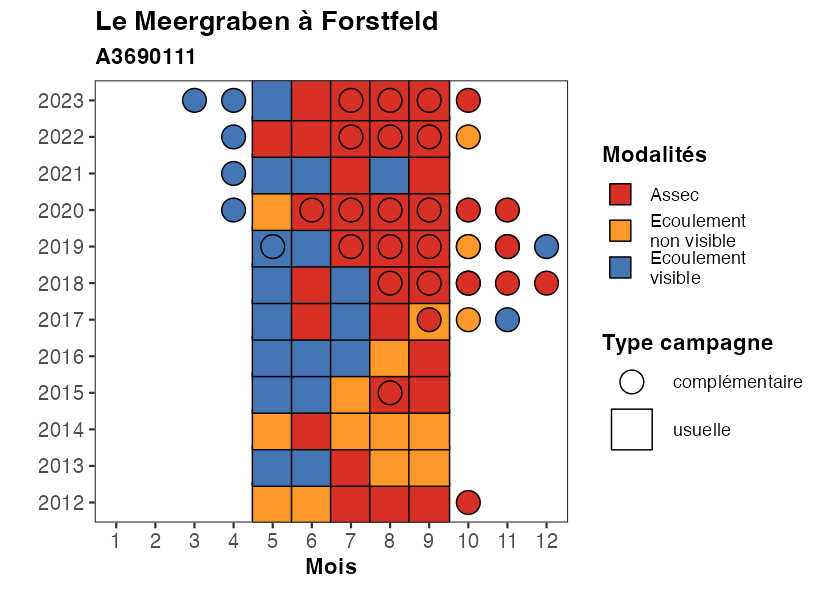 Le Meergraben à Forstfeld
A3690111
2023
2022
2021
2020
2019
2018
2017
2016
2015
2014
2013
2012
1 2 3 4 5 6 7 8 9 10 11 12
Mois
Modalités
Assec
Ecoulement
non visible
Ecoulement
visible
Type campagne
complémentaire
usuelle